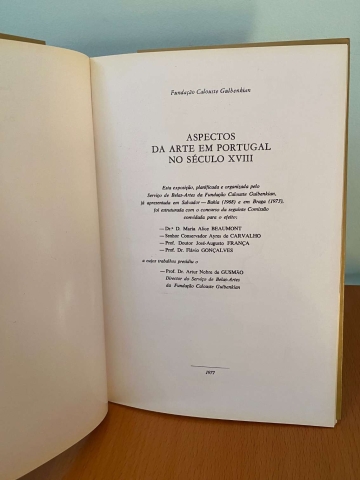 Fundação Calouste Gulbenkian
ASPECTOS
DA ARTE EM PORTUGAL
NO SÉCULO XVIII
Esta exposição, planificada e organizada pelo
Serviço de Belas-Artes da Fundação Calouste Gulbenkian,
já apresentada em Salvador — Bahia (1968) e em Braga (1973),
foi estruturada com o concurso da seguinte Comissão
convidada para o efeito:
— Dr.ª D. Maria Alice BEAUMONT
— Senhor Conservador Ayres de CARVALHO
— Prof. Doutor José-Augusto FRANÇA
— Prof. Dr. Flávio GONÇALVES
a cujos trabalhos presidiu o
— Prof. Dr. Artur Nobre de GUSMÃO
Director do Serviço de Belas-Artes
da Fundação Calouste Gulbenkian
1977